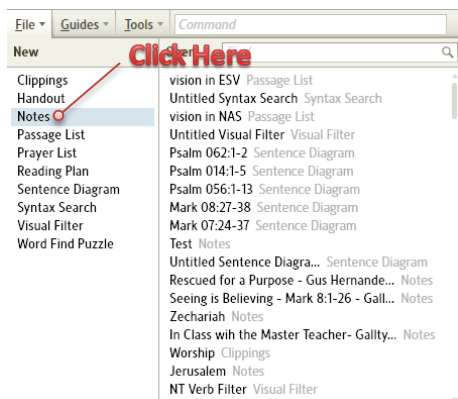 File Guides Tools Command
New
Click Here
Clippings
Handout
Notes
Passage List
Prayer List
Reading Plan
Sentence Diagram
Syntax Search
Visual Filter
Word Find Puzzle
vision in ESV Passage List
Untitled Syntax Search Syntax Search
vision in NAS Passage List
Untitled Visual Filter Visual Filter
Psalm 062:1-2 Sentence Diagram
Psalm 014:1-5 Sentence Diagram
Psalm 056:1-13 Sentence Diagram
Mark 08:27-38 Sentence Diagram
Mark 07:24-37 Sentence Diagram
Test Notes
Untitled Sentence Diagra... Sentence Diagram
Rescued for a Purpose - Gus Hernande... Notes
Seeing is Believing - Mark 8:1-26 - Gall... Notes
Zechariah Notes
In Class wih the Master Teacher- Gallty... Notes
Worship Clippings
Jerusalem Notes
NT Verb Filter Visual Filter